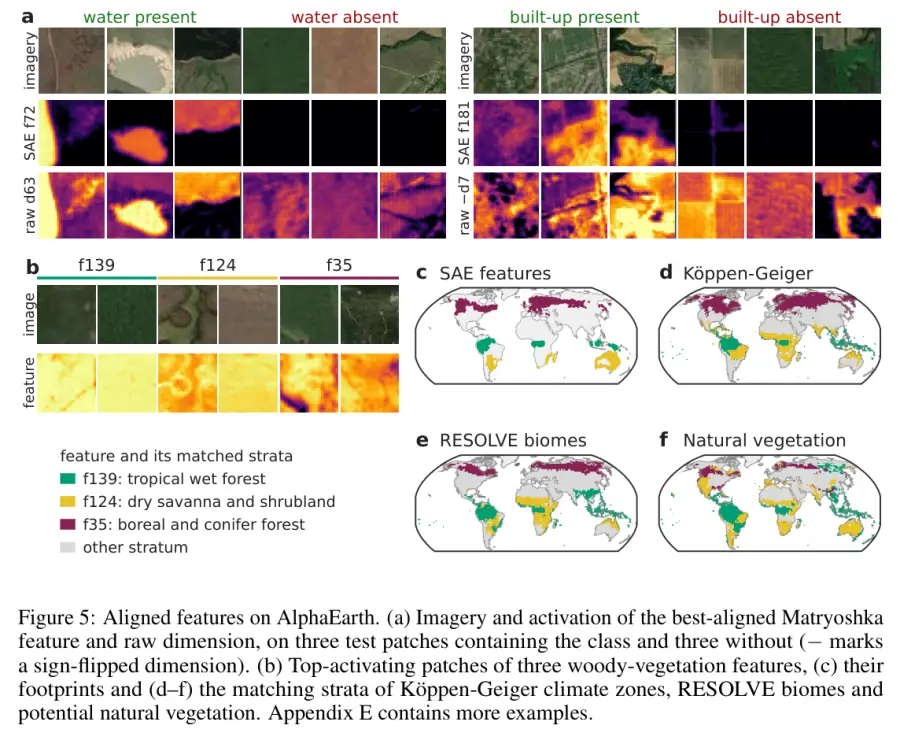 a water present water absent built-up present built-up absent
imagery imagery
SAE f72 SAE f181
raw d63 raw −d7
b f139 f124 f35
image
feature
c SAE features d Köppen-Geiger
feature and its matched strata
f139: tropical wet forest
f124: dry savanna and shrubland
f35: boreal and conifer forest
other stratum
e RESOLVE biomes f Natural vegetation
Figure 5: Aligned features on AlphaEarth. (a) Imagery and activation of the best-aligned Matryoshka
feature and raw dimension, on three test patches containing the class and three without (− marks
a sign-flipped dimension). (b) Top-activating patches of three woody-vegetation features, (c) their
footprints and (d–f) the matching strata of Köppen-Geiger climate zones, RESOLVE biomes and
potential natural vegetation. Appendix E contains more examples.